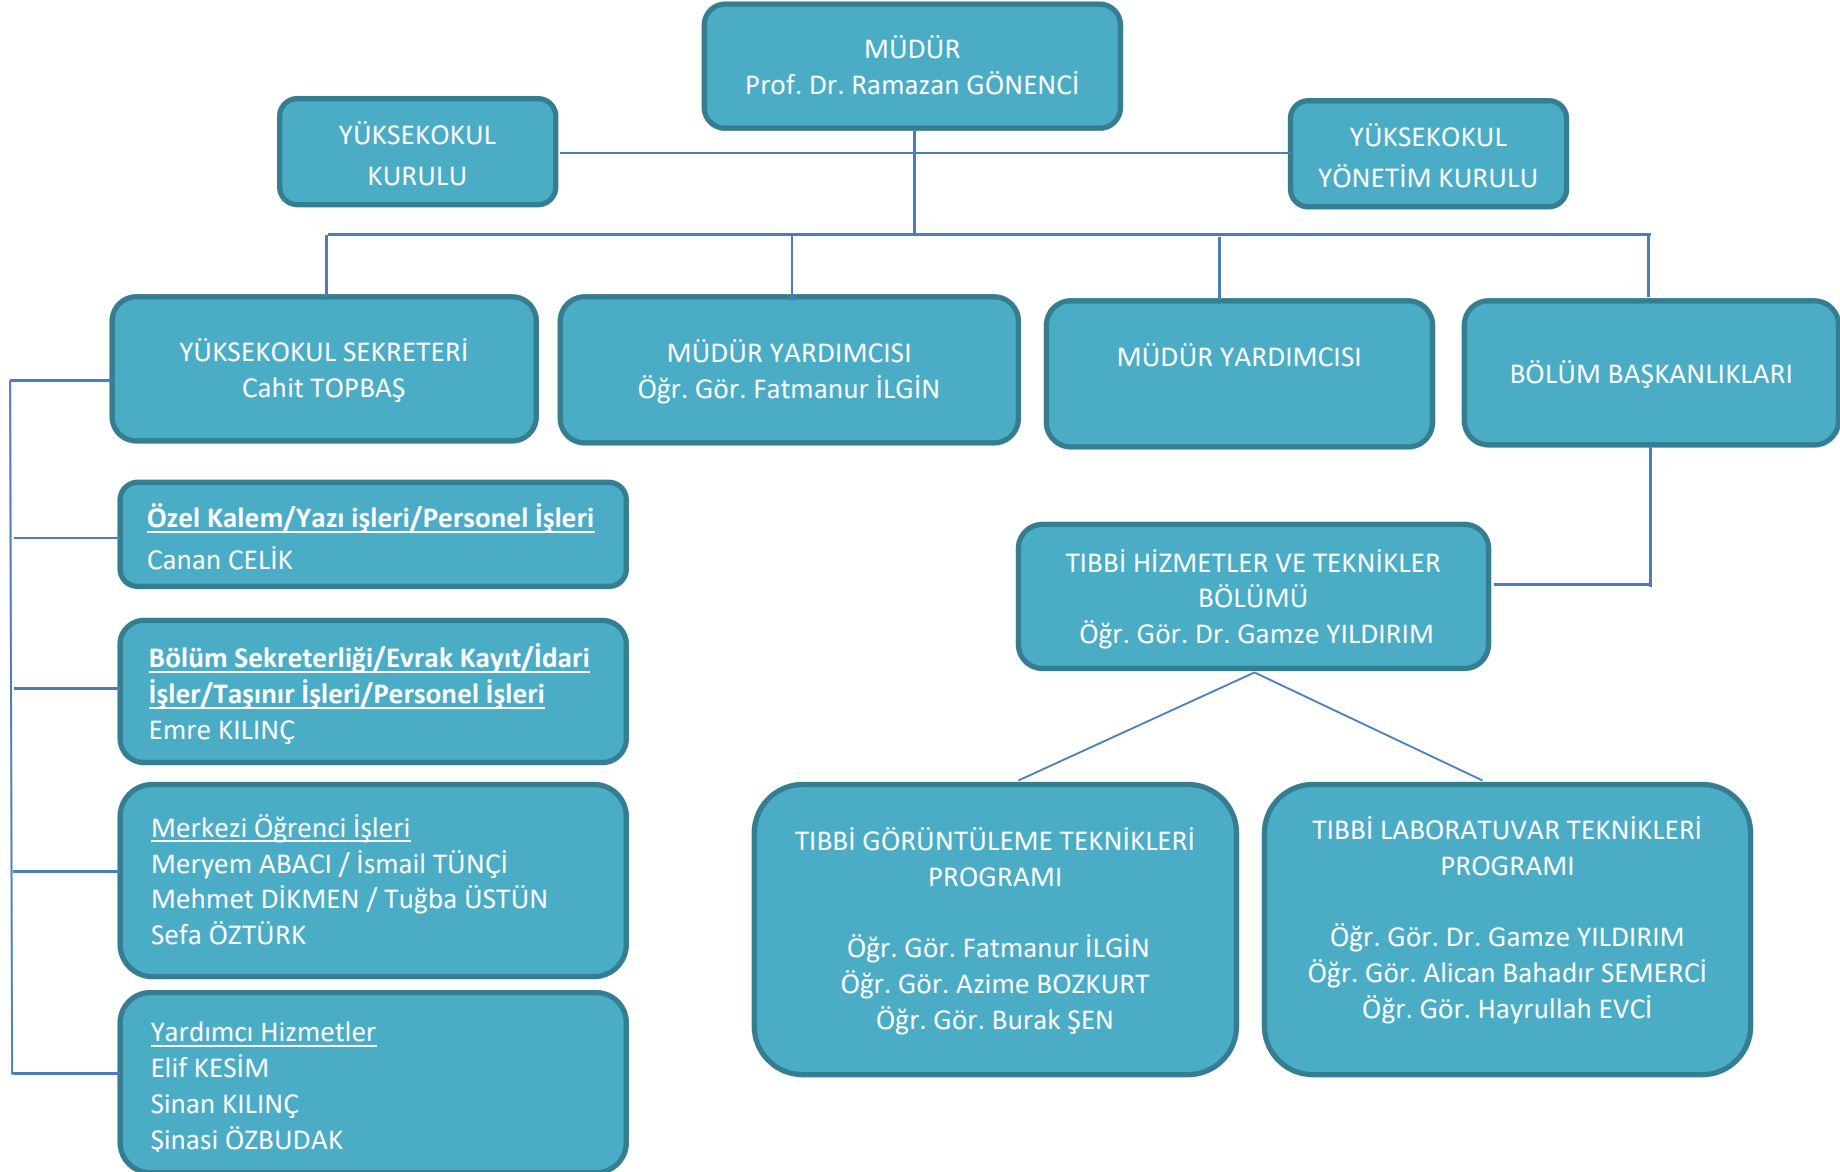 MÜDÜR
Prof. Dr. Ramazan GÖNENCİ
YÜKSEKOKUL
KURULU
YÜKSEKOKUL
YÖNETİM KURULU
YÜKSEKOKUL SEKRETERİ
Cahit TOPBAŞ
MÜDÜR YARDIMCISI
Öğr. Gör. Fatmanur İLGİN
MÜDÜR YARDIMCISI
BÖLÜM BAŞKANLIKLARI
Özel Kalem/Yazı işleri/Personel İşleri
Canan CELİK
Bölüm Sekreterliği/Evrak Kayıt/İdari
İşler/Taşınır İşleri/Personel İşleri
Emre KILINÇ
Merkezi Öğrenci İşleri
Meryem ABACI / İsmail TÜNÇİ
Mehmet DİKMEN / Tuğba ÜSTÜN
Sefa ÖZTÜRK
Yardımcı Hizmetler
Elif KESİM
Sinan KILINÇ
Şinasi ÖZBUDAK
TIBBİ HİZMETLER VE TEKNİKLER
BÖLÜMÜ
Öğr. Gör. Dr. Gamze YILDIRIM
TIBBİ GÖRÜNTÜLEME TEKNİKLERİ
PROGRAMI
Öğr. Gör. Fatmanur İLGİN
Öğr. Gör. Azime BOZKURT
Öğr. Gör. Burak ŞEN
TIBBİ LABORATUVAR TEKNİKLERİ
PROGRAMI
Öğr. Gör. Dr. Gamze YILDIRIM
Öğr. Gör. Alican Bahadır SEMERCİ
Öğr. Gör. Hayrullah EVCİ